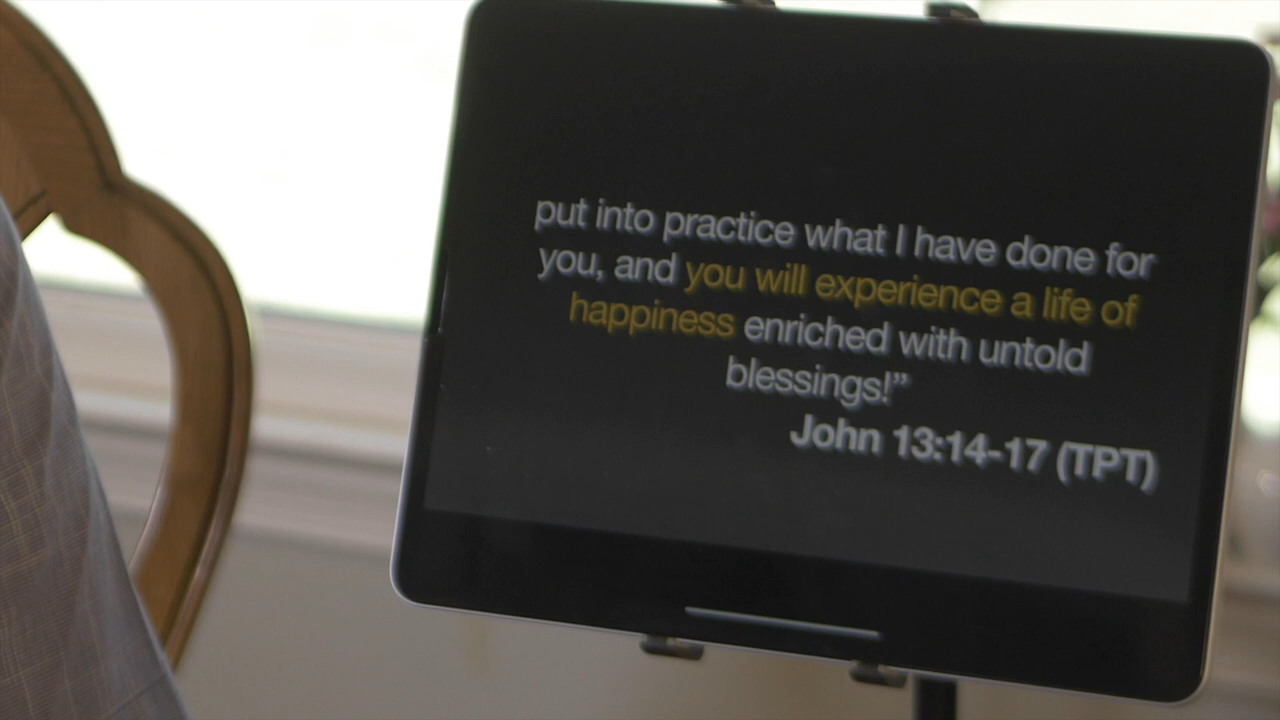 put into practice what I have done for
you, and you will experience a life of
happiness enriched with untold
blessings!”
John 13:14-17 (TPT)